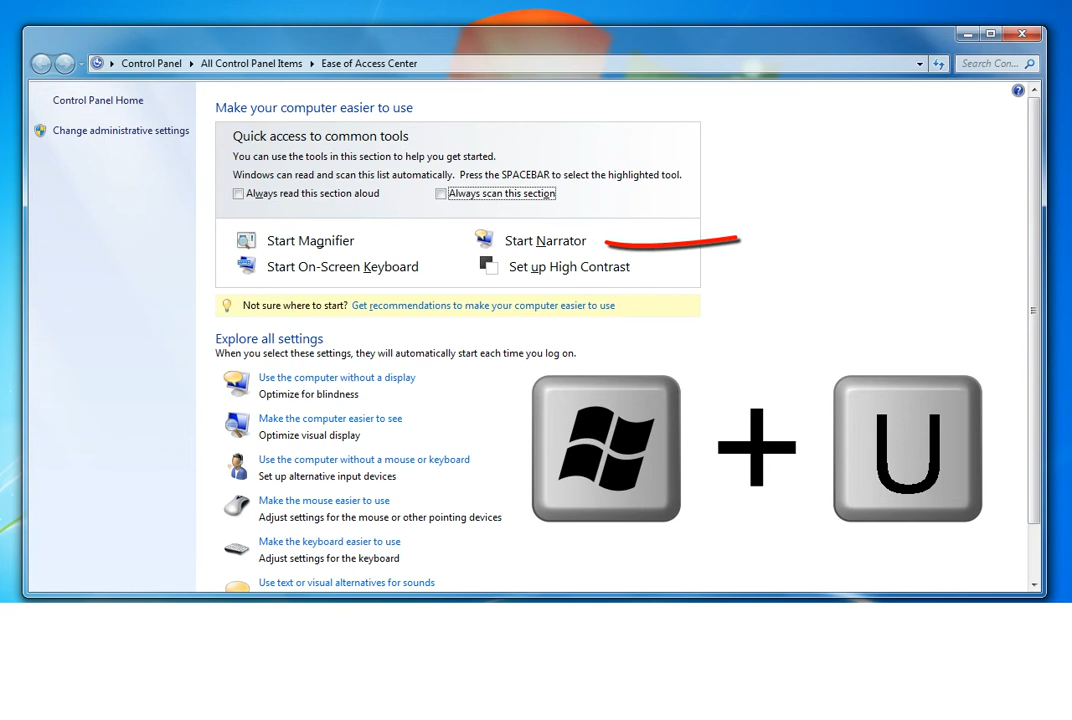 Control Panel
All Control Panel Items
Ease of Access Center
Search Con...
Control Panel Home
Change administrative settings
Make your computer easier to use
Quick access to common tools
You can use the tools in this section to help you get started.
Windows can read and scan this list automatically. Press the SPACEBAR to select the highlighted tool.
Always read this section aloud
Always scan this section
Start Magnifier
Start Narrator
Start On-Screen Keyboard
Set up High Contrast
Not sure where to start? Get recommendations to make your computer easier to use
Explore all settings
When you select these settings, they will automatically start each time you log on.
Use the computer without a display
Optimize for blindness
Make the computer easier to see
Optimize visual display
Use the computer without a mouse or keyboard
Set up alternative input devices
Make the mouse easier to use
Adjust settings for the mouse or other pointing devices
Make the keyboard easier to use
Adjust settings for the keyboard
Use text or visual alternatives for sounds
+ U